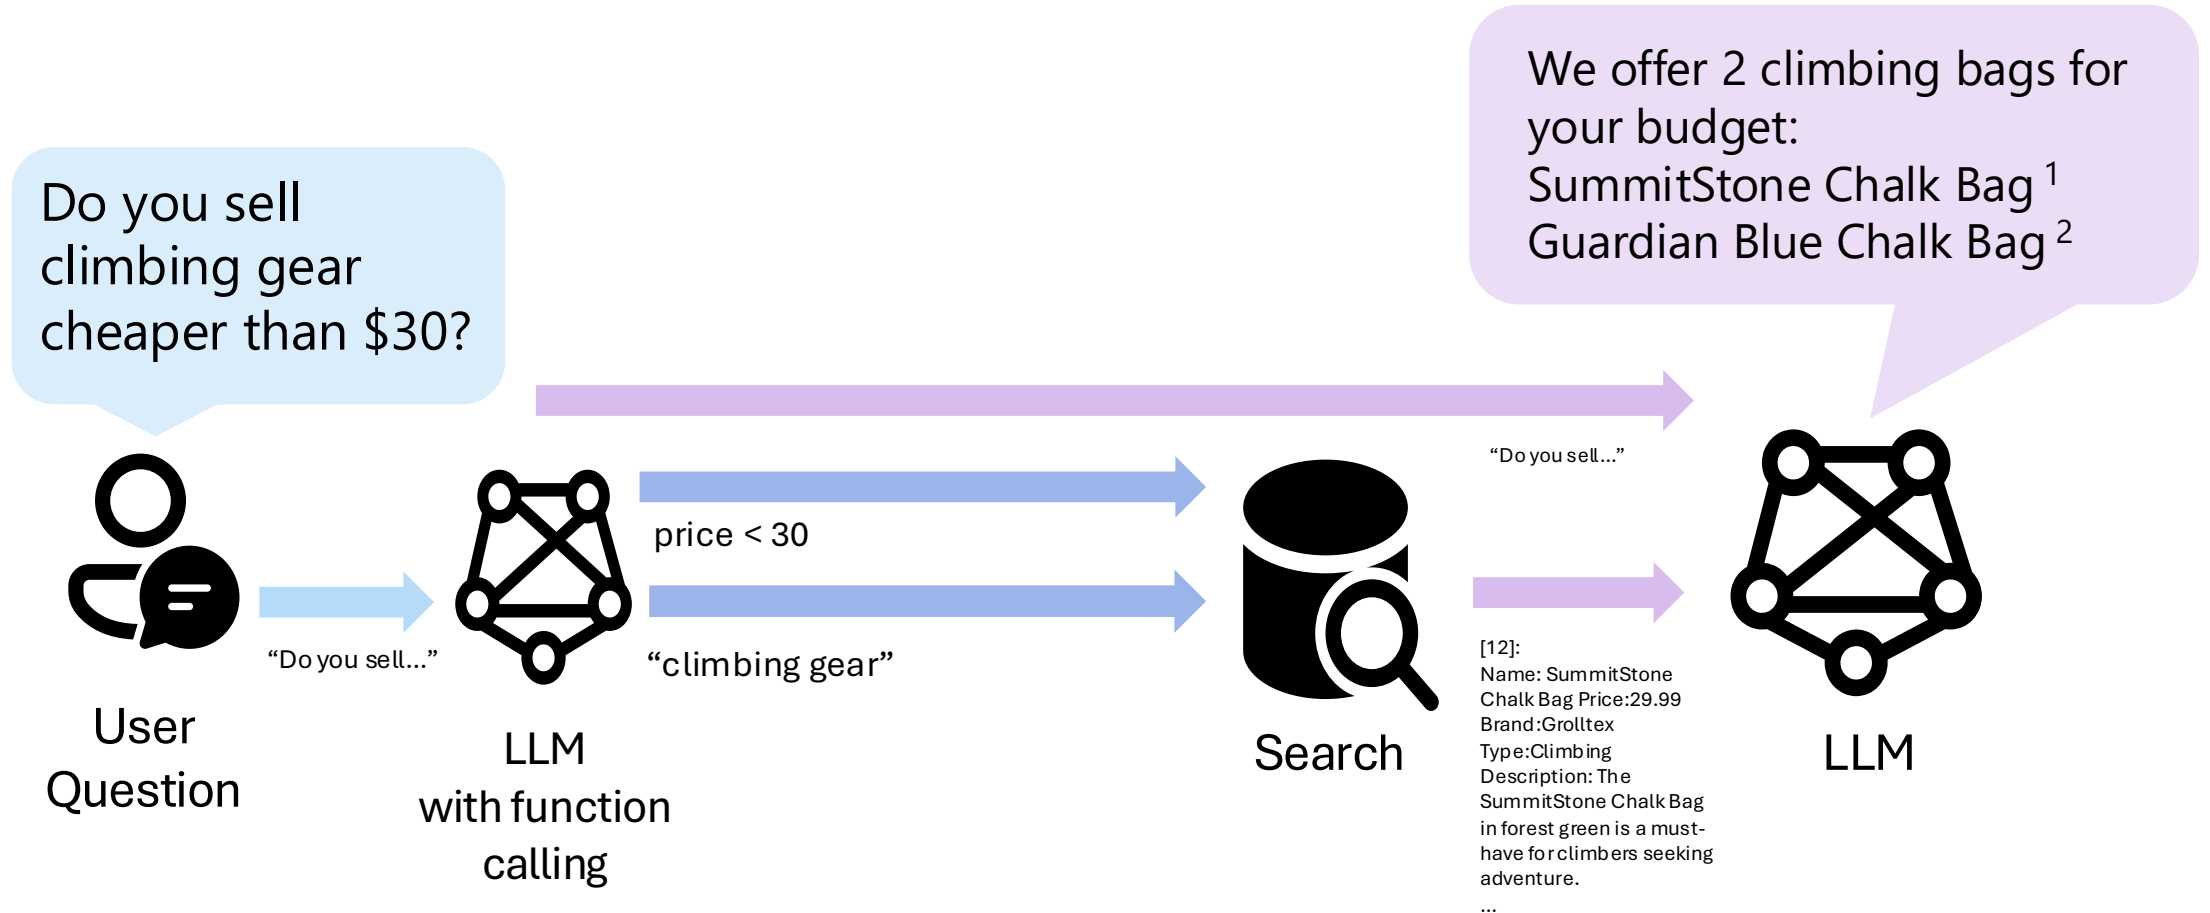 Do you sell
climbing gear
cheaper than $30?
We offer 2 climbing bags for
your budget:
SummitStone Chalk Bag 1
Guardian Blue Chalk Bag 2
“Do you sell...”
price < 30
“climbing gear”
“Do you sell...”
[12]:
Name: SummitStone
Chalk Bag Price:29.99
Brand:Grolltex
Type:Climbing
Description: The
SummitStone Chalk Bag
in forest green is a must-
have for climbers seeking
adventure.
...
User
Question
LLM
with function
calling
Search
LLM